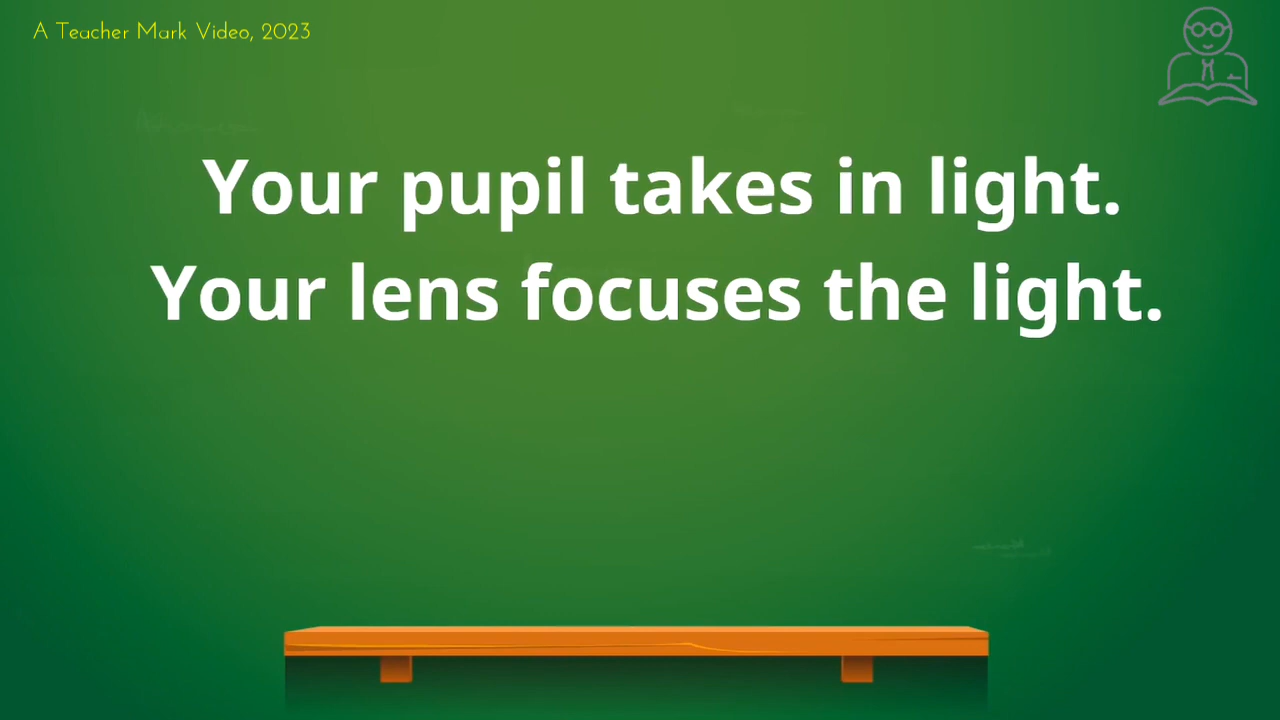 A Teacher Mark Video, 2023
Your pupil takes in light.
Your lens focuses the light.